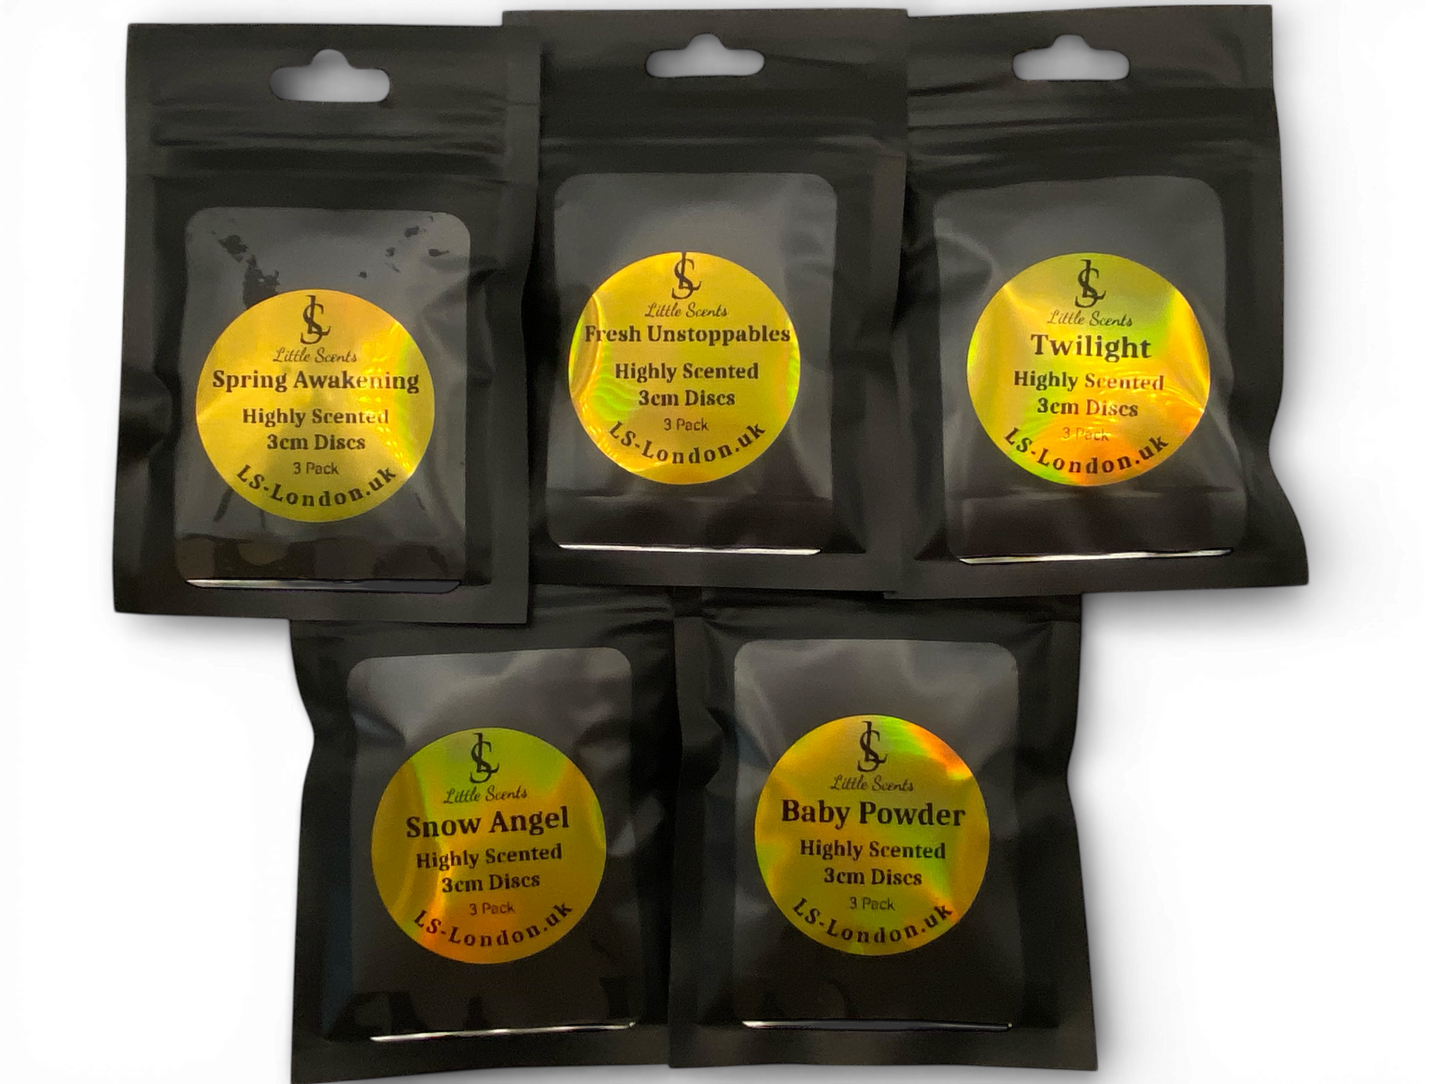 LS
Little Scents
Spring Awakening
Highly Scented
3cm Discs
3 Pack
LS-London.uk
LS
Little Scents
Fresh Unstoppables
Highly Scented
3cm Discs
3 Pack
LS-London.uk
LS
Little Scents
Twilight
Highly Scented
3cm Discs
3 Pack
LS-London.uk
LS
Little Scents
Snow Angel
Highly Scented
3cm Discs
3 Pack
LS-London.uk
LS
Little Scents
Baby Powder
Highly Scented
3cm Discs
3 Pack
LS-London.uk